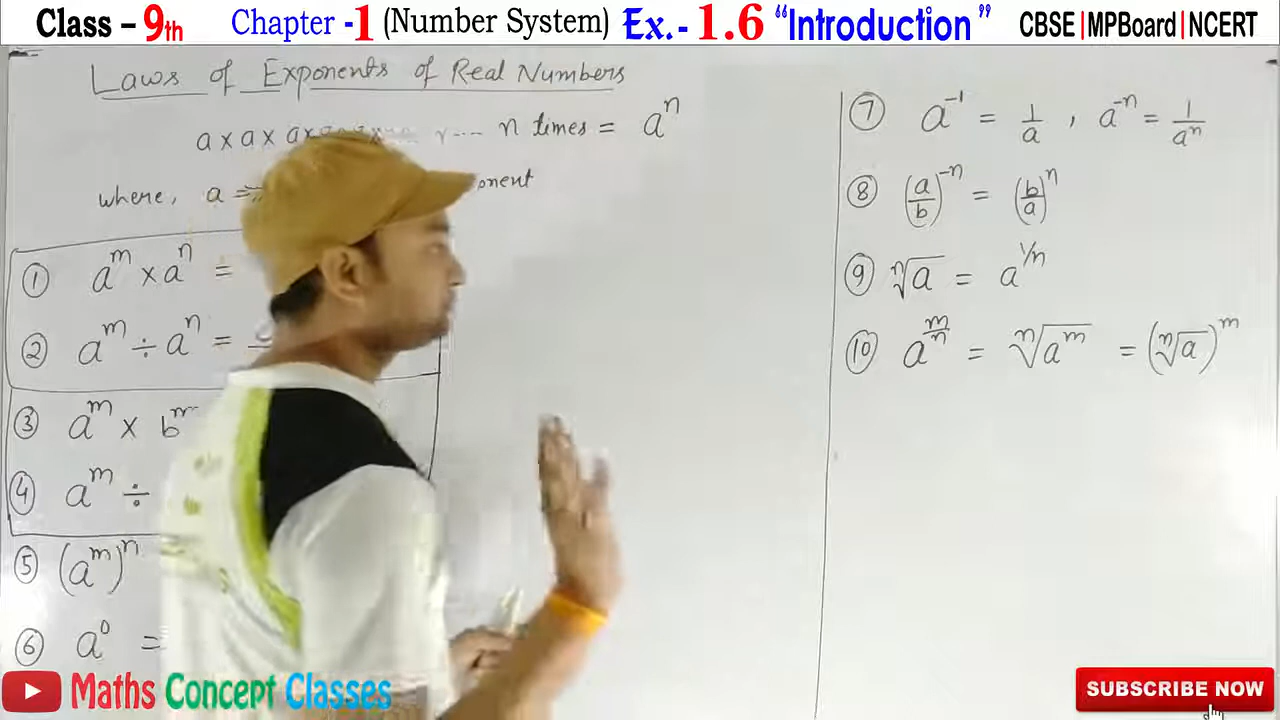 Class – 9th Chapter -1 (Number System) Ex.- 1.6 “Introduction” CBSE |MPBoard|NCERT
Laws of Exponents of Real Numbers
a × a × a× n times = aⁿ
where, a =
① aᵐ × aⁿ =
② aᵐ ÷ aⁿ =
③ aᵐ × bᵐ
④ aᵐ ÷
⑤ (aᵐ)ⁿ
⑥ a⁰ =
⑦ a⁻¹ = 1/a , a⁻ⁿ = 1/aⁿ
⑧ (a/b)⁻ⁿ = (b/a)ⁿ
⑨ ⁿ√a = a^1/n
⑩ a^m/n = ⁿ√aᵐ = (ⁿ√a)ᵐ
Maths Concept Classes
SUBSCRIBE NOW